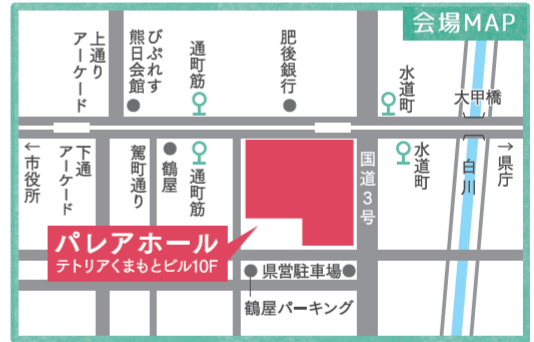 会場MAP
上通り
アーケード
びぷれす
熊日会館
通町筋
肥後銀行
水道町
大甲橋
←市役所
下通
アーケード
駕町通り
鶴屋
通町筋
国道3号
水道町
白川
→県庁
パレアホール
テトリアくまもとビル10F
県営駐車場
鶴屋パーキング